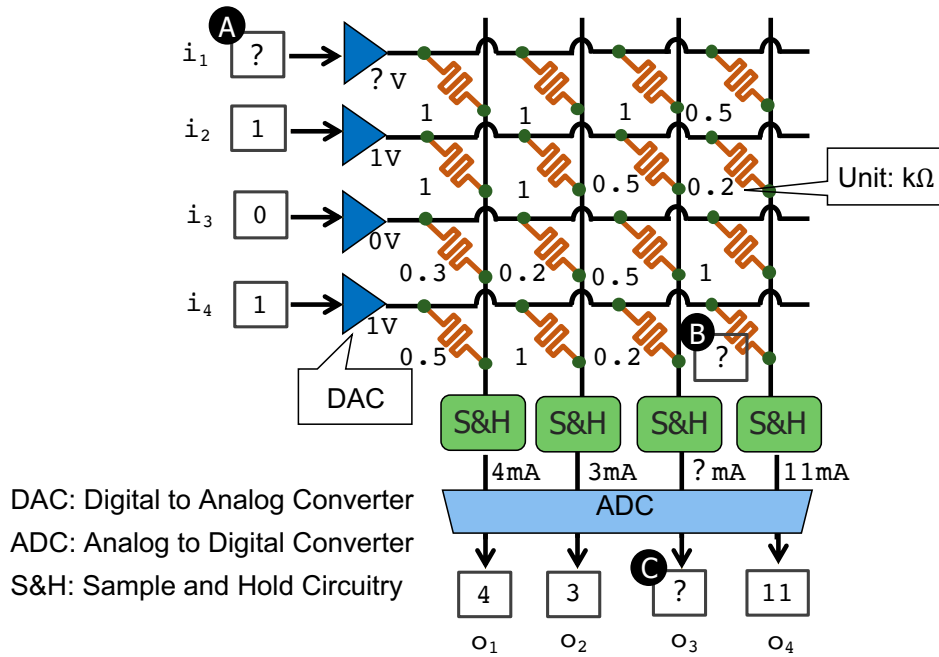 A
i1 ?
? V
1 1 1 0.5
i2 1
1V
1 1 0.5 0.2
Unit: kΩ
i3 0
0V
0.3 0.2 0.5 1
i4 1
1V
B
0.5 1 0.2 ?
DAC
S&H S&H S&H S&H
4mA 3mA ? mA 11mA
DAC: Digital to Analog Converter
ADC
ADC: Analog to Digital Converter
C
S&H: Sample and Hold Circuitry
4 3 ? 11
o1 o2 o3 o4